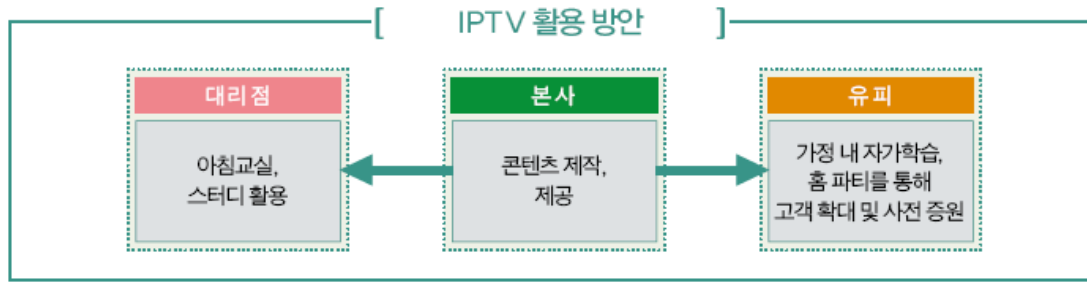 [ IPTV 활용 방안 ]
대리점
아침교실,
스터디 활용
본사
콘텐츠 제작,
제공
유피
가정 내 자가학습,
홈 파티를 통해
고객 확대 및 사전 증원